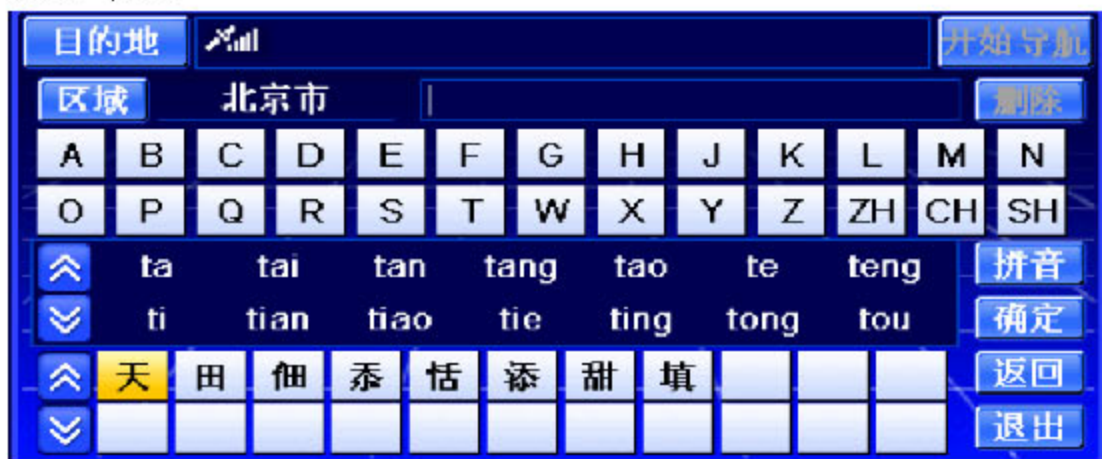 目的地 开始导航
区域 北京市 删除
A B C D E F G H J K L M N
O P Q R S T W X Y Z ZH CH SH
ta tai tan tang tao te teng 拼音
ti tian tiao tie ting tong tou 确定
天 田 佃 忝 恬 添 甜 填 返回
退出